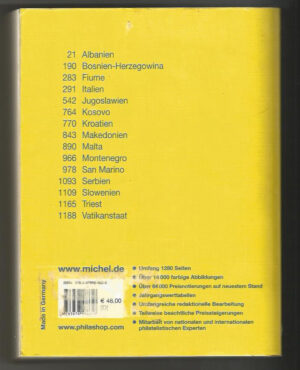 21 Albanien
190 Bosnien-Herzegowina
283 Fiume
291 Italien
542 Jugoslawien
764 Kosovo
770 Kroatien
843 Makedonien
890 Malta
966 Montenegro
978 San Marino
1093 Serbien
1109 Slowenien
1165 Triest
1188 Vatikanstaat
www.michel.de
€ 48,00
www.philashop.com
Umfang 1280 Seiten
Über 14 000 farbige Abbildungen
Über 64 000 Preisnotierungen auf neuestem Stand
Jahrgangswerttabellen
Umfangreiche redaktionelle Bearbeitung
Teilweise beachtliche Preissteigerungen
Mitarbeit von nationalen und internationalen
philatelistischen Experten
Made in Germany